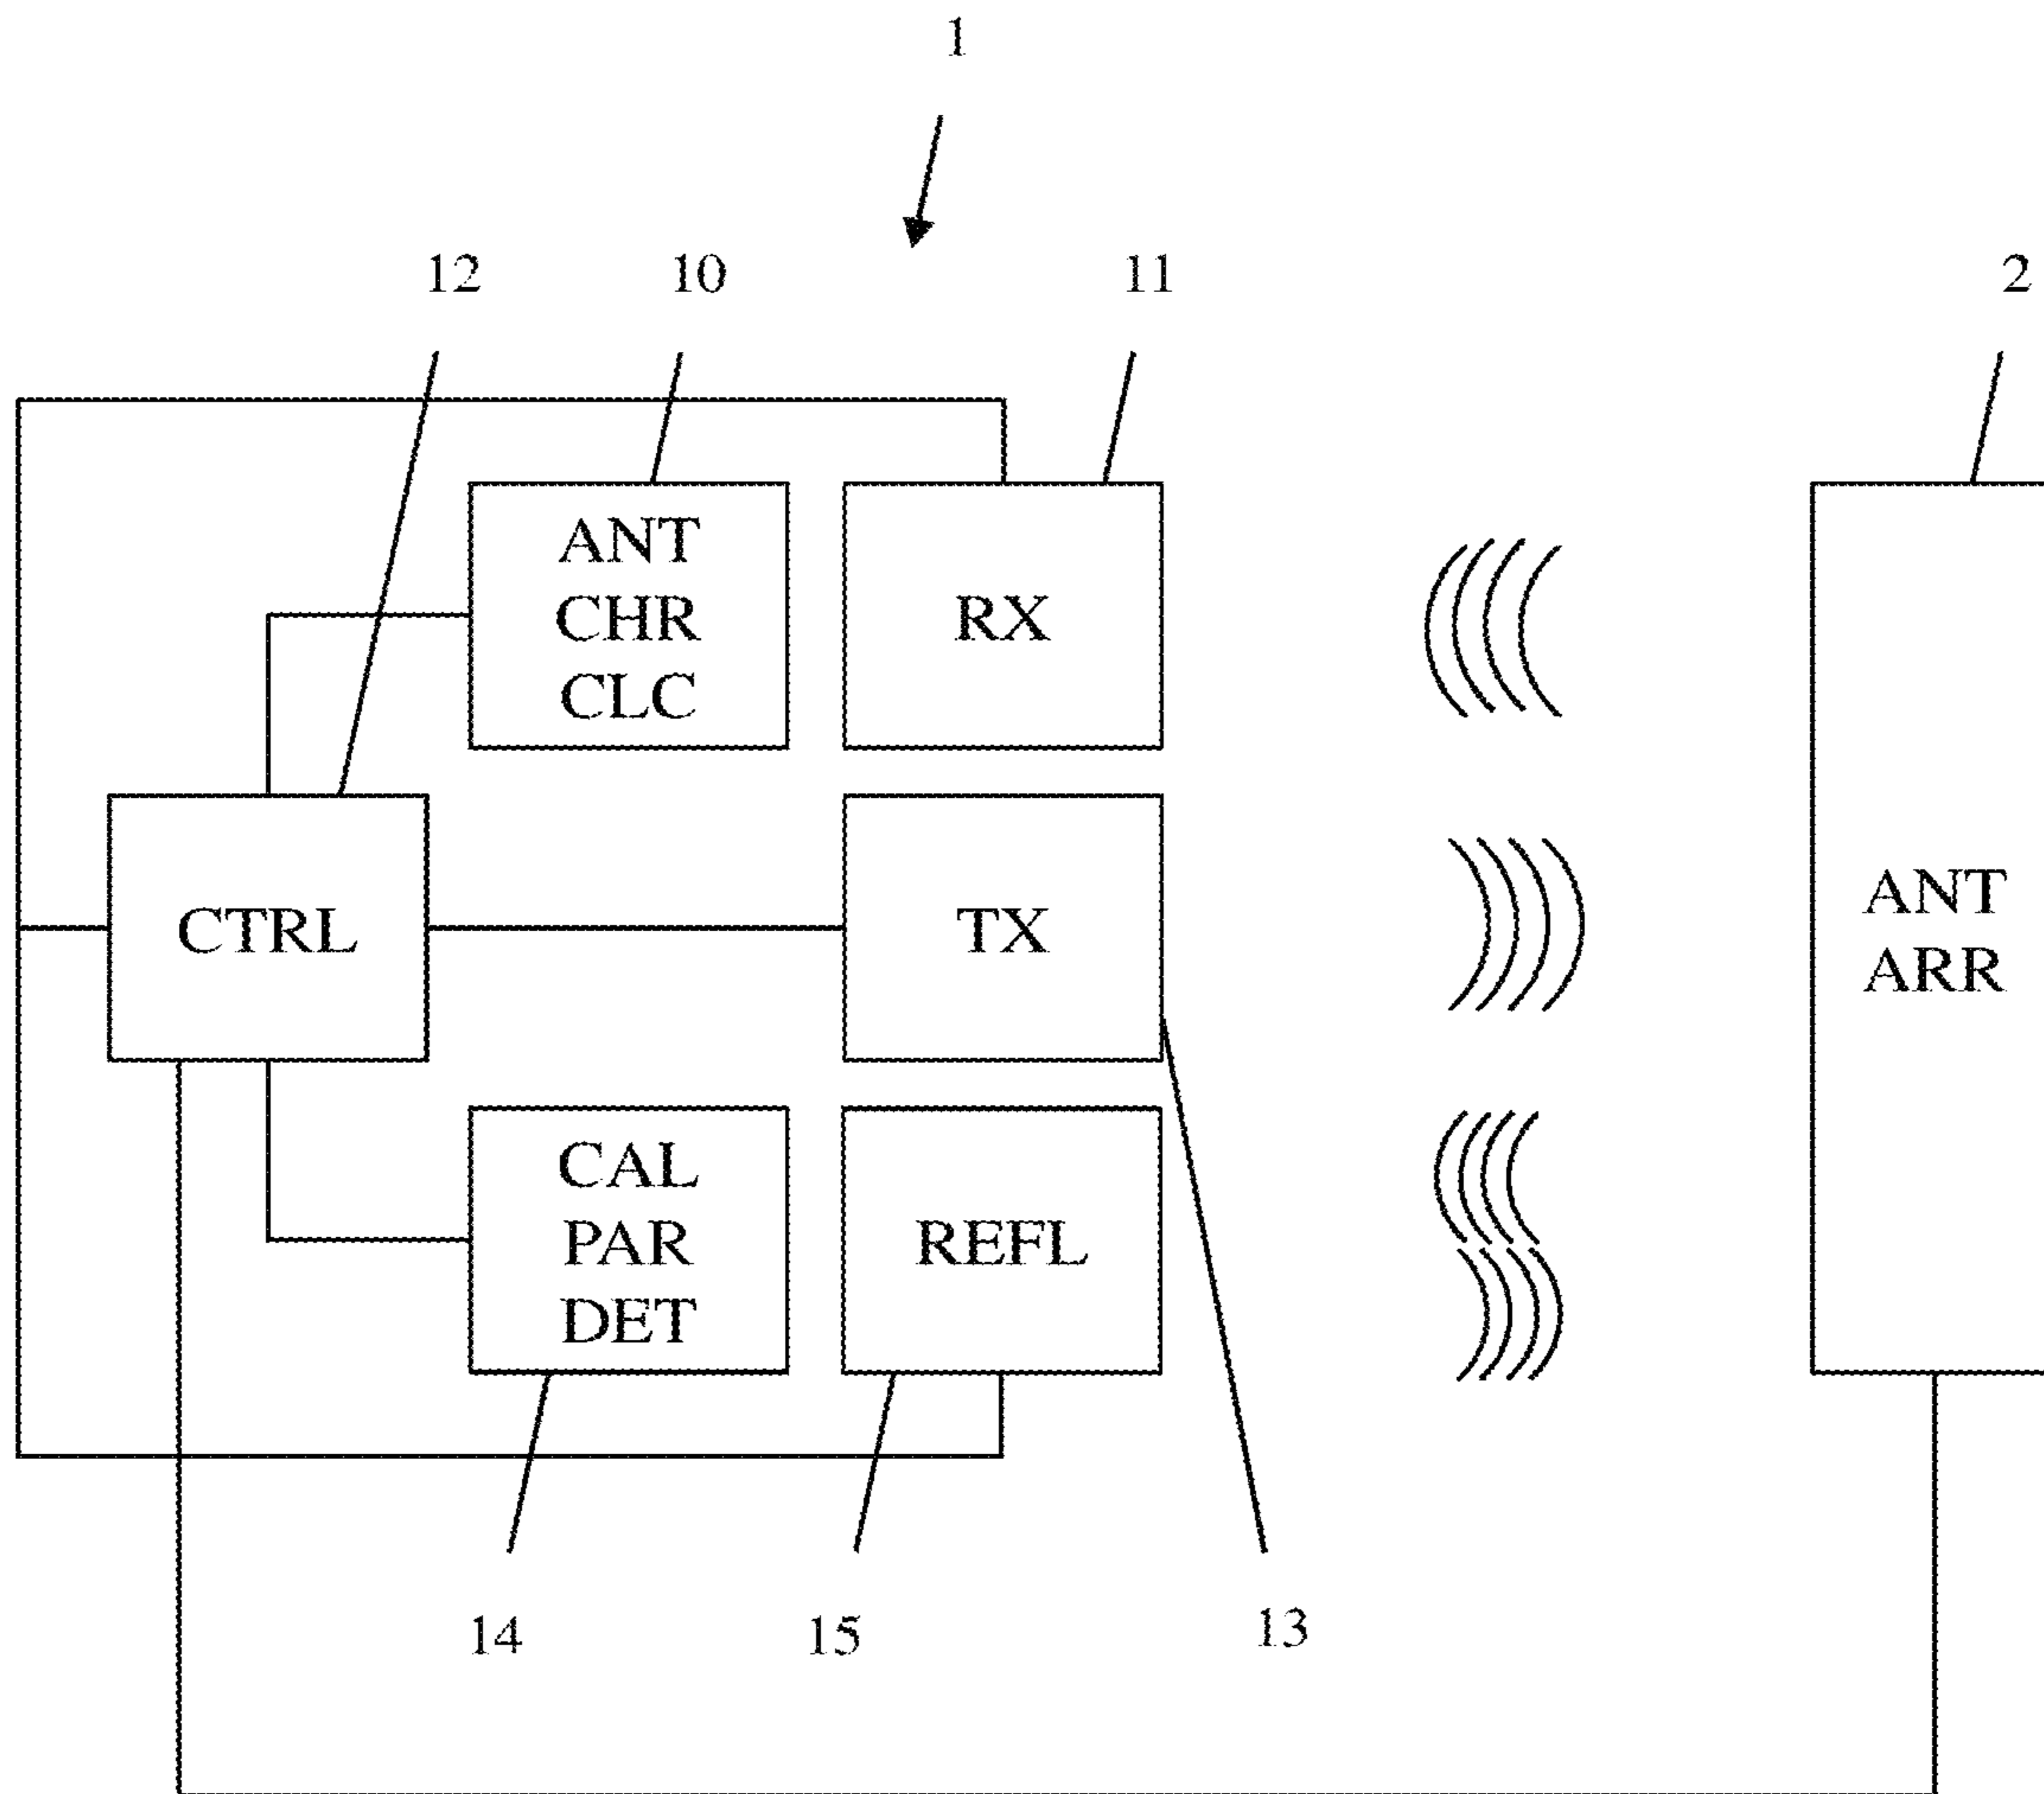 1
12
10
11
2
ANT
CHR
CLC
RX
CTRL
TX
ANT
ARR
CAL
PAR
DET
REFL
14
15
13